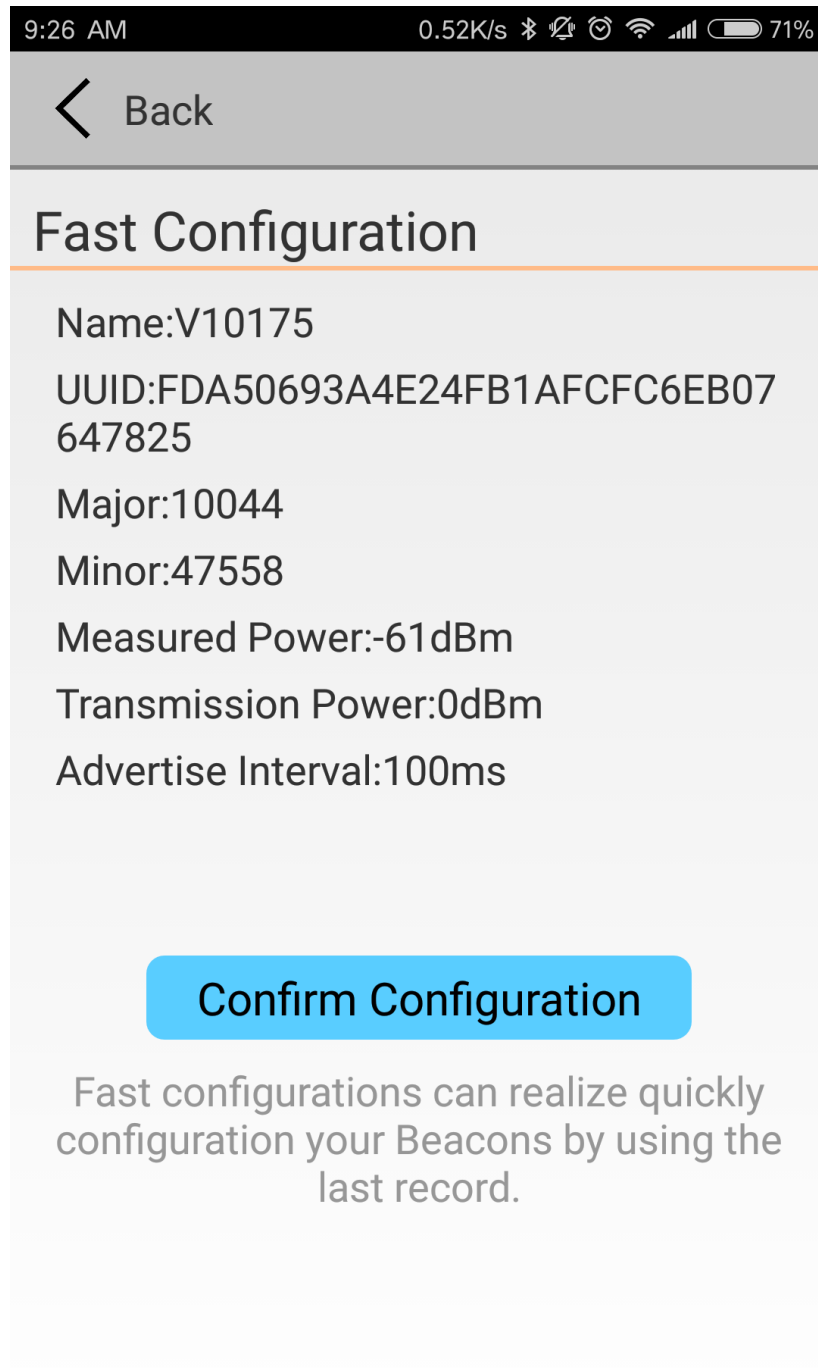 9:26 AM 0.52K/s 71%
Back
Fast Configuration
Name:V10175
UUID:FDA50693A4E24FB1AFCFC6EB07
647825
Major:10044
Minor:47558
Measured Power:-61dBm
Transmission Power:0dBm
Advertise Interval:100ms
Confirm Configuration
Fast configurations can realize quickly
configuration your Beacons by using the
last record.